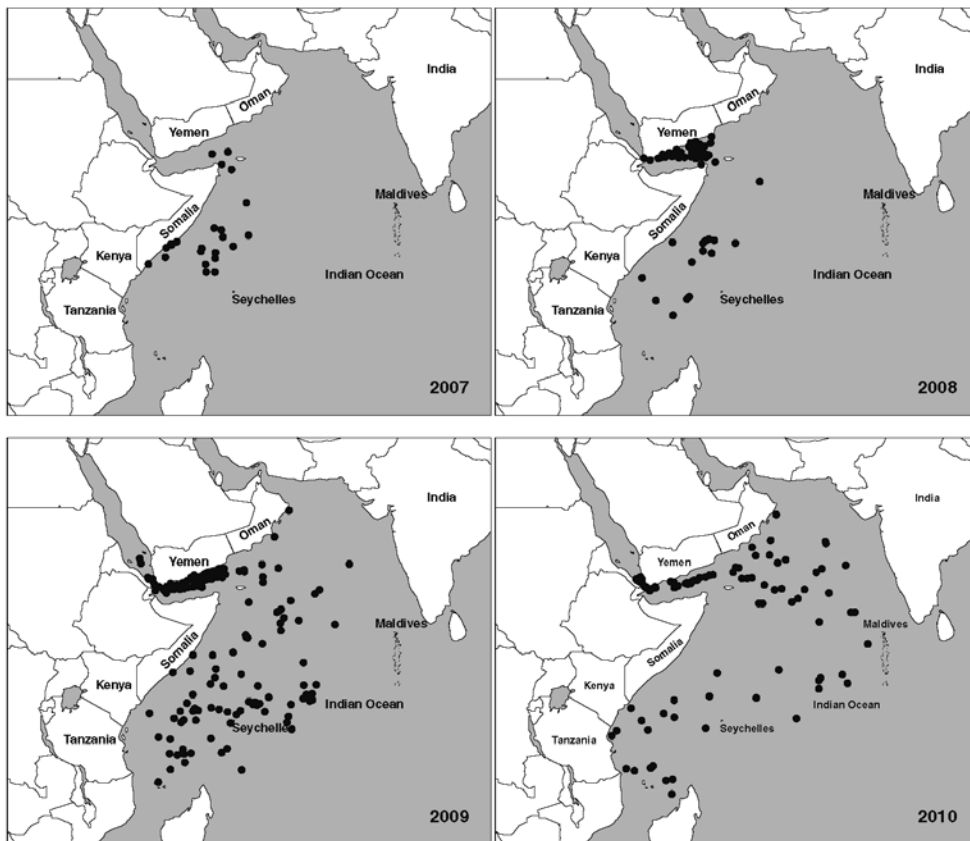 India
Oman
Yemen
Maldives
Somalia
Kenya
Indian Ocean
Seychelles
Tanzania
2007
India
Oman
Yemen
Maldives
Somalia
Kenya
Indian Ocean
Seychelles
Tanzania
2008
India
Oman
Yemen
Maldives
Somalia
Kenya
Indian Ocean
Seychelles
Tanzania
2009
India
Oman
Yemen
Maldives
Somalia
Kenya
Indian Ocean
Seychelles
Tanzania
2010